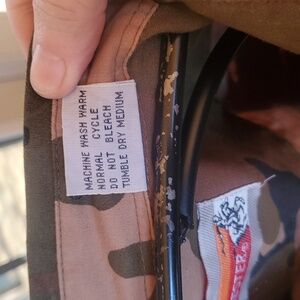 MACHINE WASH WARM
NORMAL CYCLE
DO NOT BLEACH
TUMBLE DRY MEDIUM